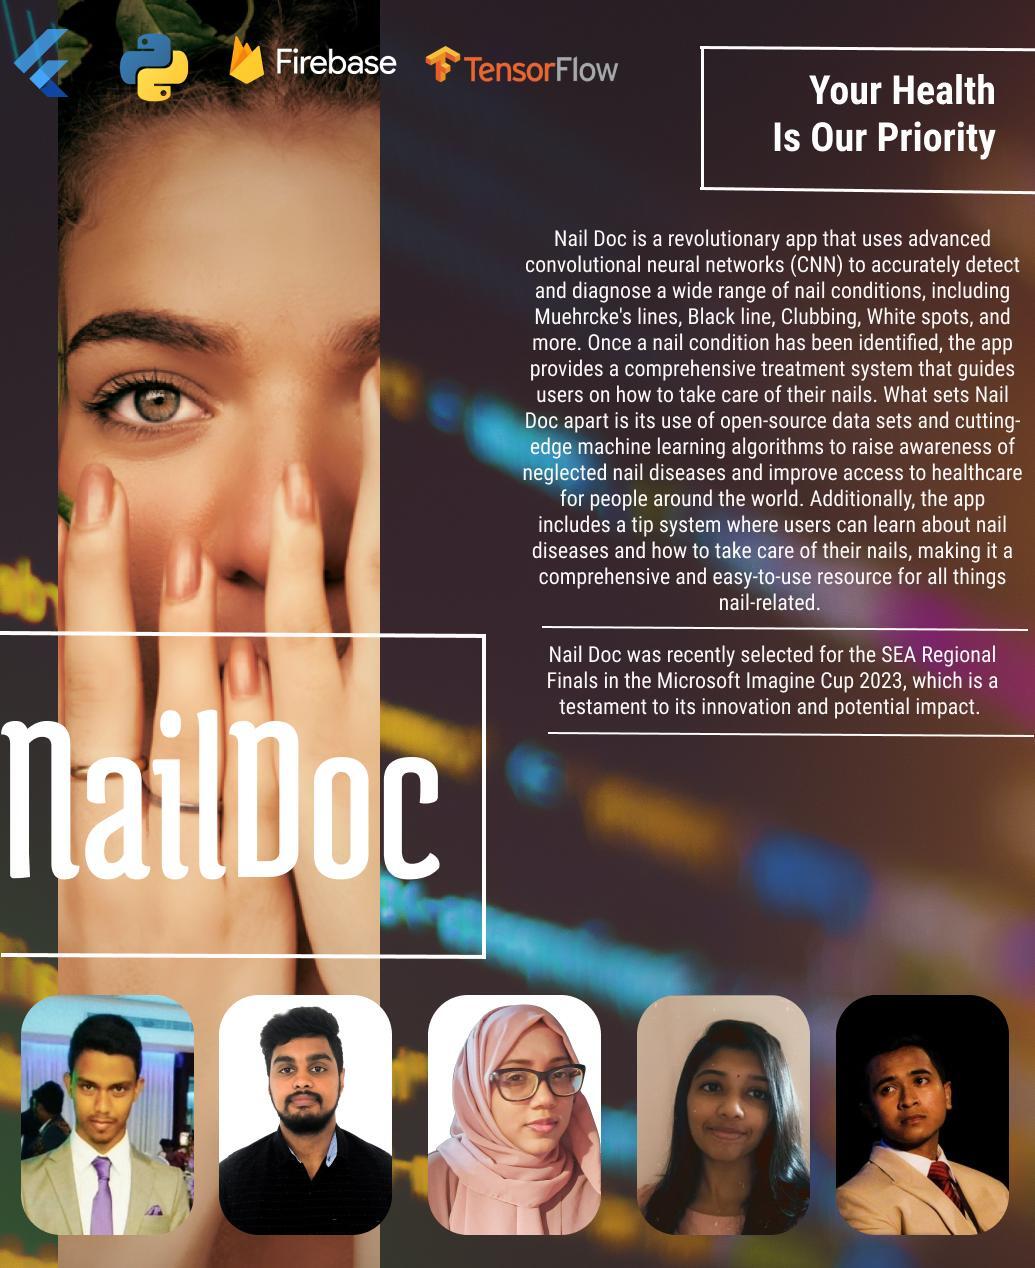 Firebase
TensorFlow
Your Health
Is Our Priority
Nail Doc is a revolutionary app that uses advanced
convolutional neural networks (CNN) to accurately detect
and diagnose a wide range of nail conditions, including
Muehrcke's lines, Black line, Clubbing, White spots, and
more. Once a nail condition has been identified, the app
provides a comprehensive treatment system that guides
users on how to take care of their nails. What sets Nail
Doc apart is its use of open-source data sets and cutting-
edge machine learning algorithms to raise awareness of
neglected nail diseases and improve access to healthcare
for people around the world. Additionally, the app
includes a tip system where users can learn about nail
diseases and how to take care of their nails, making it a
comprehensive and easy-to-use resource for all things
nail-related.
Nail Doc was recently selected for the SEA Regional
Finals in the Microsoft Imagine Cup 2023, which is a
testament to its innovation and potential impact.
NailDoc